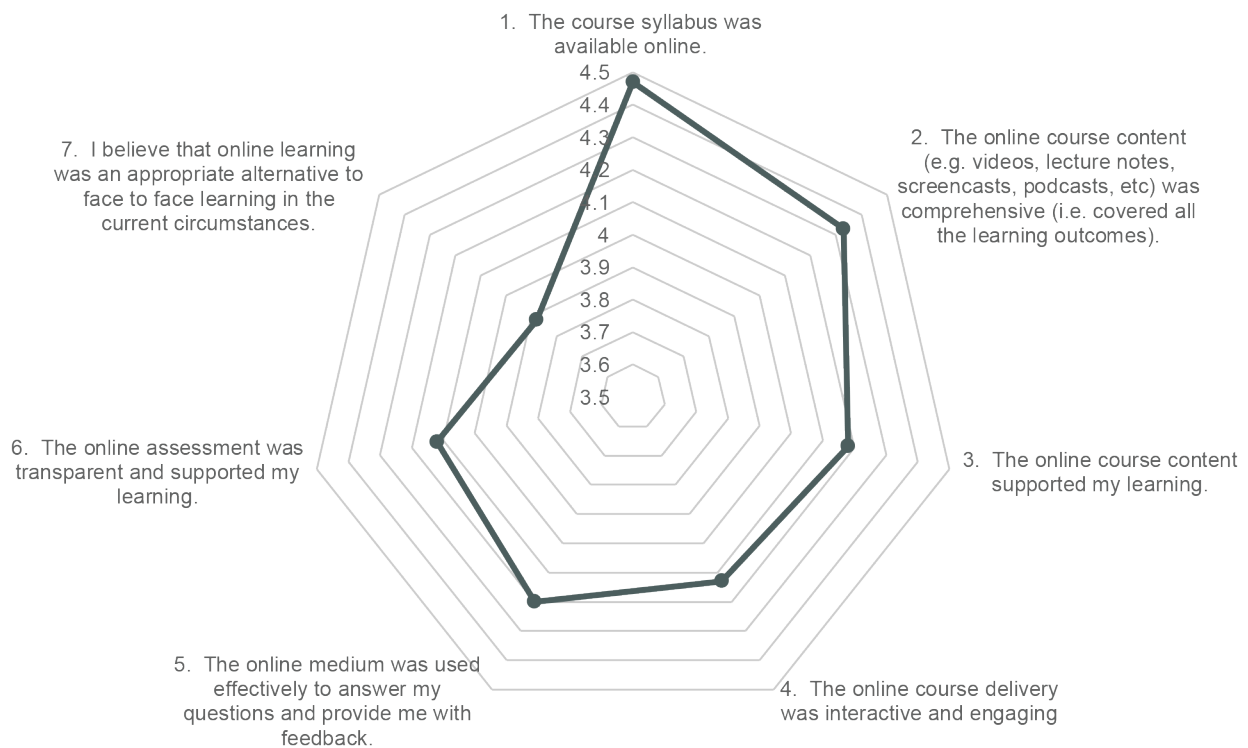 1.  The course syllabus was
available online.
4.5
4.4
4.3
4.2
4.1
4
3.9
3.8
3.7
3.6
3.5
2.  The online course content
(e.g. videos, lecture notes,
screencasts, podcasts, etc) was
comprehensive (i.e. covered all
the learning outcomes).
3.  The online course content
supported my learning.
4.  The online course delivery
was interactive and engaging
5.  The online medium was used
effectively to answer my
questions and provide me with
feedback.
6.  The online assessment was
transparent and supported my
learning.
7.  I believe that online learning
was an appropriate alternative to
face to face learning in the
current circumstances.